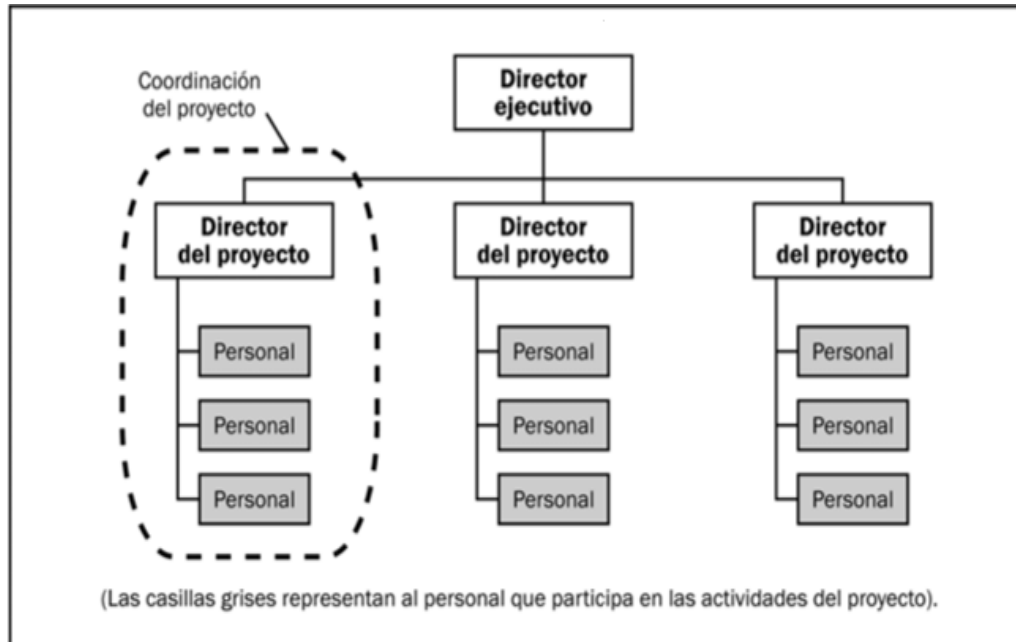 Coordinación
del proyecto
Director
ejecutivo
Director
del proyecto
Director
del proyecto
Director
del proyecto
Personal
Personal
Personal
Personal
Personal
Personal
Personal
Personal
Personal
(Las casillas grises representan al personal que participa en las actividades del proyecto).